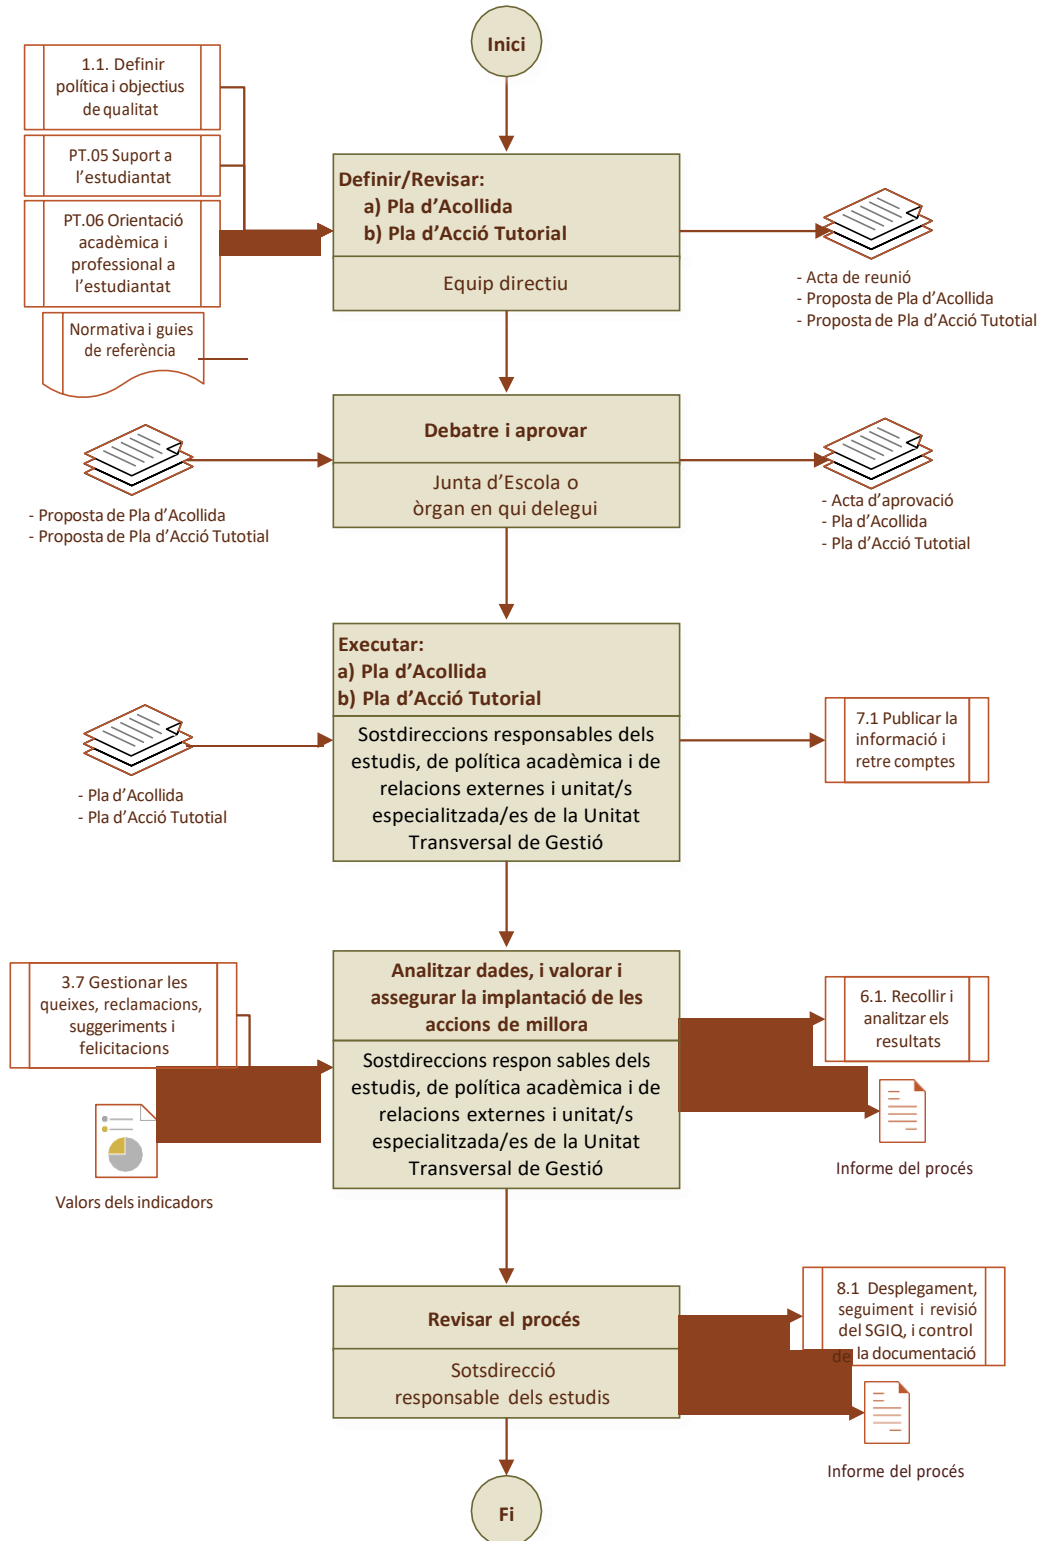 Inici
1.1. Definir
política i objectius
de qualitat
PT.05 Suport a
l'estudiantat
PT.06 Orientació
acadèmica i
professional a
l'estudiantat
Normativa i guies
de referència
Definir/Revisar:
a) Pla d'Acollida
b) Pla d'Acció Tutorial
Equip directiu
- Acta de reunió
- Proposta de Pla d'Acollida
- Proposta de Pla d'Acció Tutotial
Debatre i aprovar
Junta d'Escola o
òrgan en qui delegui
- Proposta de Pla d'Acollida
- Proposta de Pla d'Acció Tutotial
- Acta d'aprovació
- Pla d'Acollida
- Pla d'Acció Tutotial
Executar:
a) Pla d'Acollida
b) Pla d'Acció Tutorial
Sostdireccions responsables dels
estudis, de política acadèmica i de
relacions externes i unitat/s
especialitzada/es de la Unitat
Transversal de Gestió
- Pla d'Acollida
- Pla d'Acció Tutotial
7.1 Publicar la
informació i
retre comptes
3.7 Gestionar les
queixes, reclamacions,
suggeriments i
felicitacions
Valors dels indicadors
Analitzar dades, i valorar i
assegurar la implantació de les
accions de millora
Sostdireccions respon sables dels
estudis, de política acadèmica i de
relacions externes i unitat/s
especialitzada/es de la Unitat
Transversal de Gestió
6.1. Recollir i
analitzar els
resultats
Informe del procés
Revisar el procés
Sotsdirecció
responsable dels estudis
8.1 Desplegament,
seguiment i revisió
del SGIQ, i control
de la documentació
Informe del procés
Fi